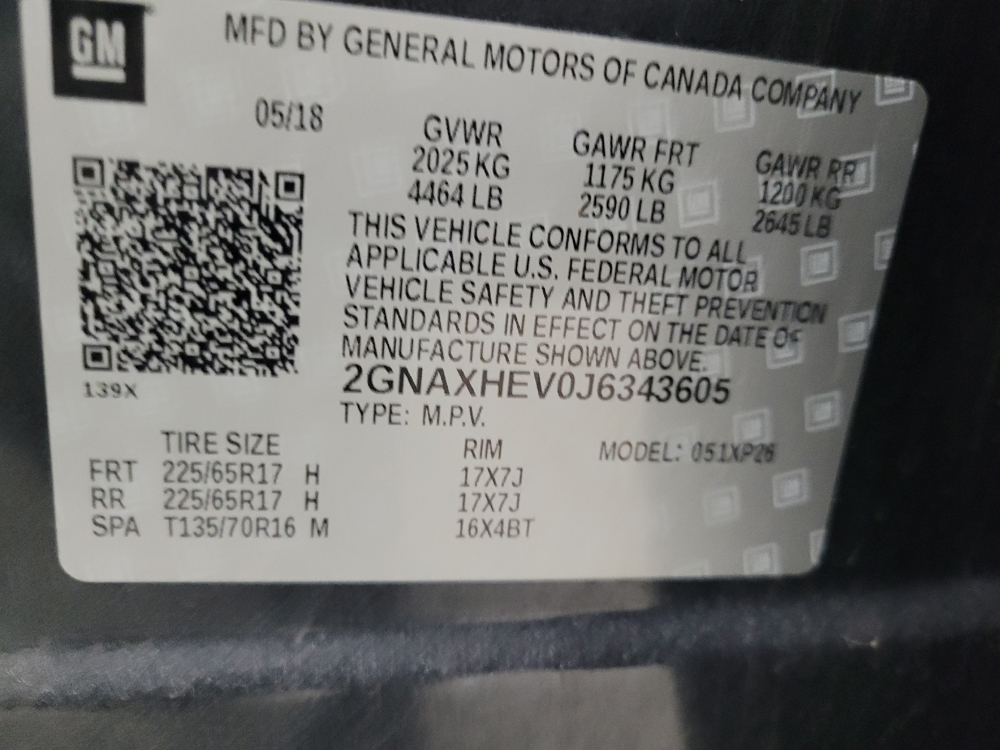 GM
MFD BY GENERAL MOTORS OF CANADA COMPANY
05/18
GVWR GAWR FRT GAWR RR
2025 KG 1175 KG 1200 KG
4464 LB 2590 LB 2645 LB
THIS VEHICLE CONFORMS TO ALL
APPLICABLE U.S. FEDERAL MOTOR
VEHICLE SAFETY AND THEFT PREVENTION
STANDARDS IN EFFECT ON THE DATE OF
MANUFACTURE SHOWN ABOVE.
2GNAXHEV0J6343605
139X
TYPE: M.P.V.
TIRE SIZE RIM MODEL: 051XP26
FRT 225/65R17 H 17X7J
RR 225/65R17 H 17X7J
SPA T135/70R16 M 16X4BT